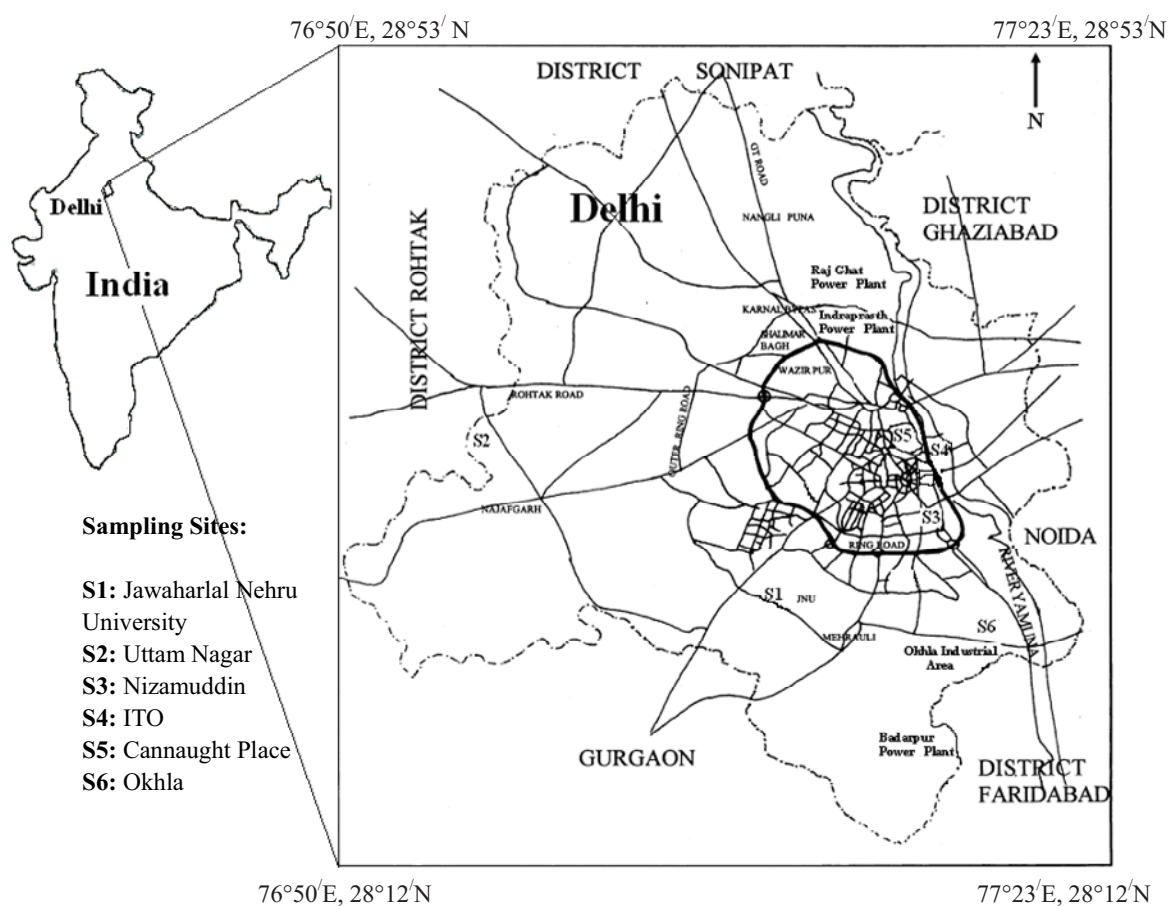 76°50′E, 28°53′ N
77°23′E, 28°53′ N
DISTRICT SONIPAT
N
GT ROAD
Delhi
Delhi
NANGLI PUNA
DISTRICT
GHAZIABAD
DISTRICT ROHTAK
India
Raj Ghat
Power Plant
KARNAL BYPAS
Indraprasth
Power Plant
SHALIMAR
BAGH
WAZIRPUR
ROHTAK ROAD
OUTER RING ROAD
S2
S5
S4
NAJAFGARH
S3
Sampling Sites:
NOIDA
RING ROAD
RIVER YAMUNA
S1: Jawaharlal Nehru
University
S1 JNU
S6
MEHRAULI
Okhla Industrial
Area
S2: Uttam Nagar
S3: Nizamuddin
S4: ITO
S5: Cannaught Place
S6: Okhla
Badarpur
Power Plant
GURGAON
DISTRICT
FARIDABAD
76°50′E, 28°12′N
77°23′E, 28°12′N